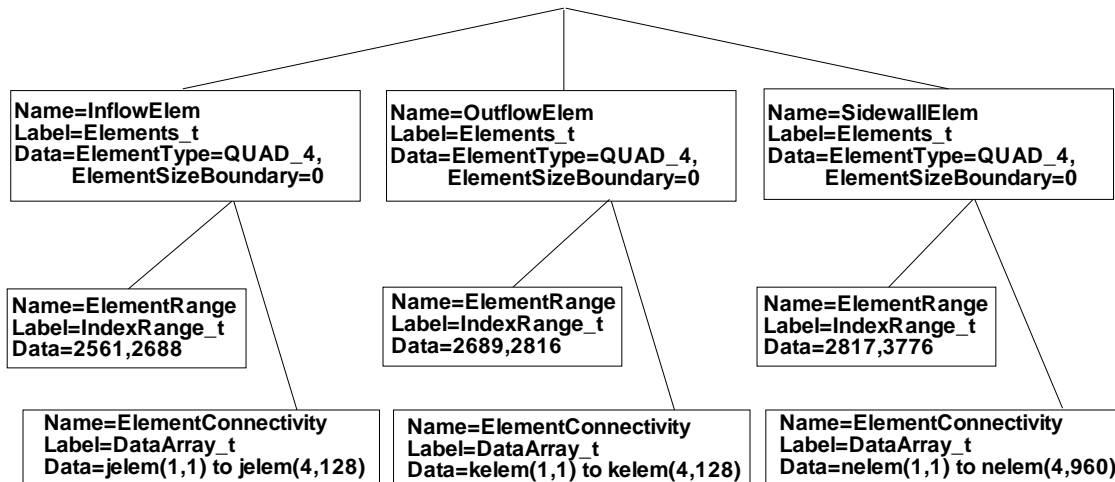 Name=InflowElem
Label=Elements_t
Data=ElementType=QUAD_4,
ElementSizeBoundary=0
Name=OutflowElem
Label=Elements_t
Data=ElementType=QUAD_4,
ElementSizeBoundary=0
Name=SidewallElem
Label=Elements_t
Data=ElementType=QUAD_4,
ElementSizeBoundary=0
Name=ElementRange
Label=IndexRange_t
Data=2561,2688
Name=ElementRange
Label=IndexRange_t
Data=2689,2816
Name=ElementRange
Label=IndexRange_t
Data=2817,3776
Name=ElementConnectivity
Label=DataArray_t
Data=jelem(1,1) to jelem(4,128)
Name=ElementConnectivity
Label=DataArray_t
Data=kelem(1,1) to kelem(4,128)
Name=ElementConnectivity
Label=DataArray_t
Data=nelem(1,1) to nelem(4,960)